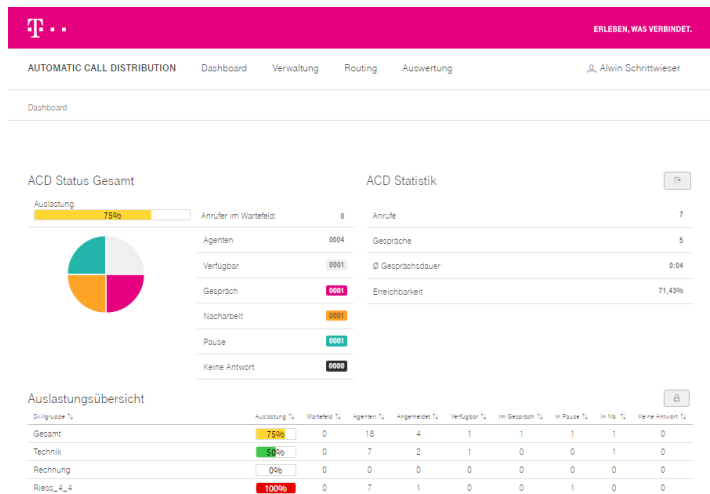 T
ERLEBEN, WAS VERBINDET.
AUTOMATIC CALL DISTRIBUTION Dashboard Verwaltung Routing Auswertung Alwin Schrittwieser
Dashboard
ACD Status Gesamt
Auslastung
75%
Anrufer im Wartefeld: 0
Agenten 0004
Verfügbar 0001
Gespräch 0001
Nacharbeit 0001
Pause 0001
Keine Antwort 0000
ACD Statistik
Anrufe 7
Gespräche 5
Ø Gesprächsdauer 0:04
Erreichbarkeit 71,43%
Auslastungsübersicht
Skillgruppe Auslastung Wartefeld Agenten Angemeldet Verfügbar Im Gespräch In Pause In Nb. Keine Antwort
Gesamt 75% 0 18 4 1 1 1 1 0
Technik 50% 0 7 2 1 0 0 1 0
Rechnung 0% 0 0 0 0 0 0 0 0
Riess_4_4 100% 0 7 1 0 0 1 0 0